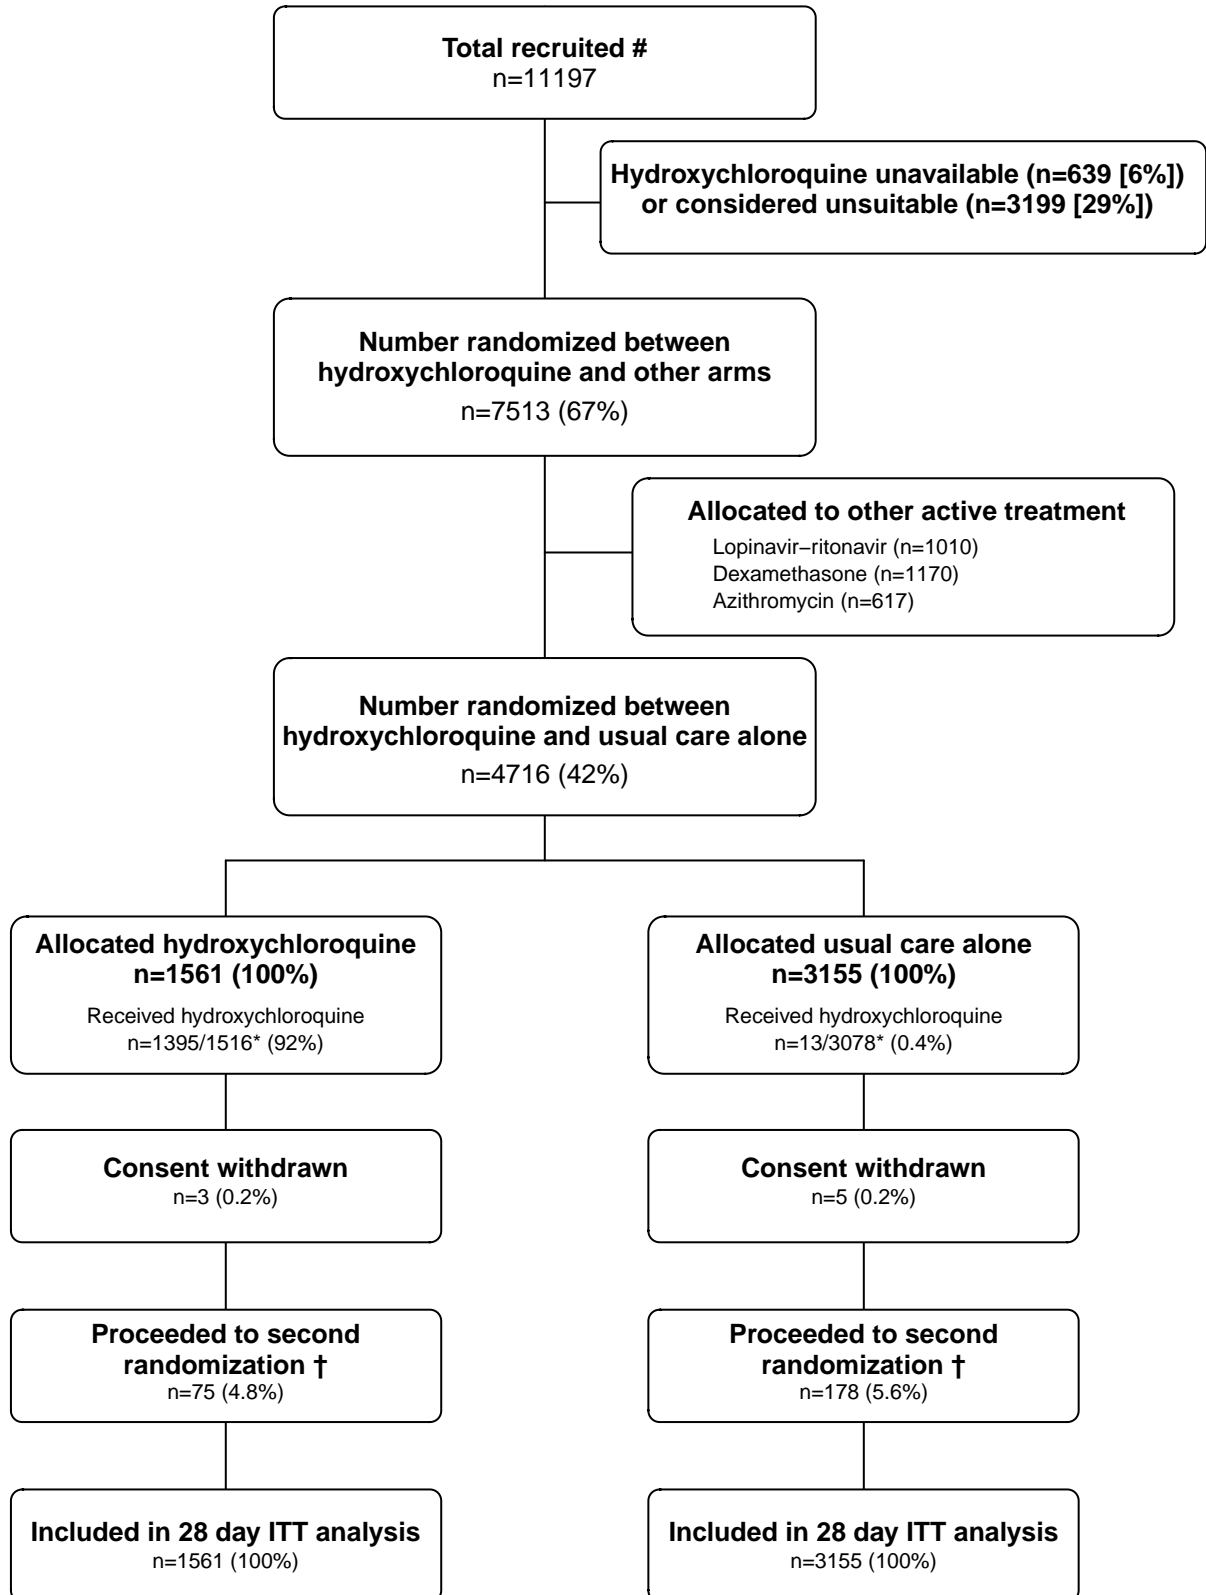 Total recruited #
n=11197
Hydroxychloroquine unavailable (n=639 [6%])
or considered unsuitable (n=3199 [29%])
Number randomized between
hydroxychloroquine and other arms
n=7513 (67%)
Allocated to other active treatment
Lopinavir−ritonavir (n=1010)
Dexamethasone (n=1170)
Azithromycin (n=617)
Number randomized between
hydroxychloroquine and usual care alone
n=4716 (42%)
Allocated hydroxychloroquine
n=1561 (100%)
Received hydroxychloroquine
n=1395/1516* (92%)
Allocated usual care alone
n=3155 (100%)
Received hydroxychloroquine
n=13/3078* (0.4%)
Consent withdrawn
n=3 (0.2%)
Consent withdrawn
n=5 (0.2%)
Proceeded to second
randomization †
n=75 (4.8%)
Proceeded to second
randomization †
n=178 (5.6%)
Included in 28 day ITT analysis
n=1561 (100%)
Included in 28 day ITT analysis
n=3155 (100%)